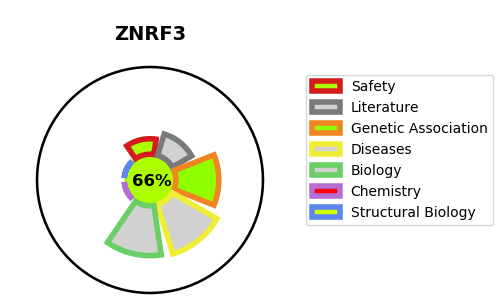 ZNRF3
66%
Safety
Literature
Genetic Association
Diseases
Biology
Chemistry
Structural Biology